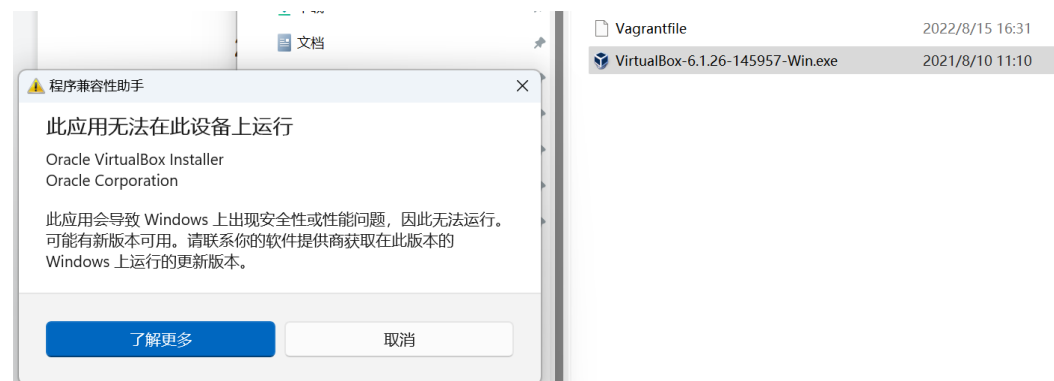 文档
程序兼容性助手
此应用无法在此设备上运行
Oracle VirtualBox Installer
Oracle Corporation
此应用会导致 Windows 上出现安全性或性能问题，因此无法运行。
可能有新版本可用。请联系你的软件提供商获取在此版本的
Windows 上运行的更新版本。
了解更多
取消
Vagrantfile
2022/8/15 16:31
VirtualBox-6.1.26-145957-Win.exe
2021/8/10 11:10